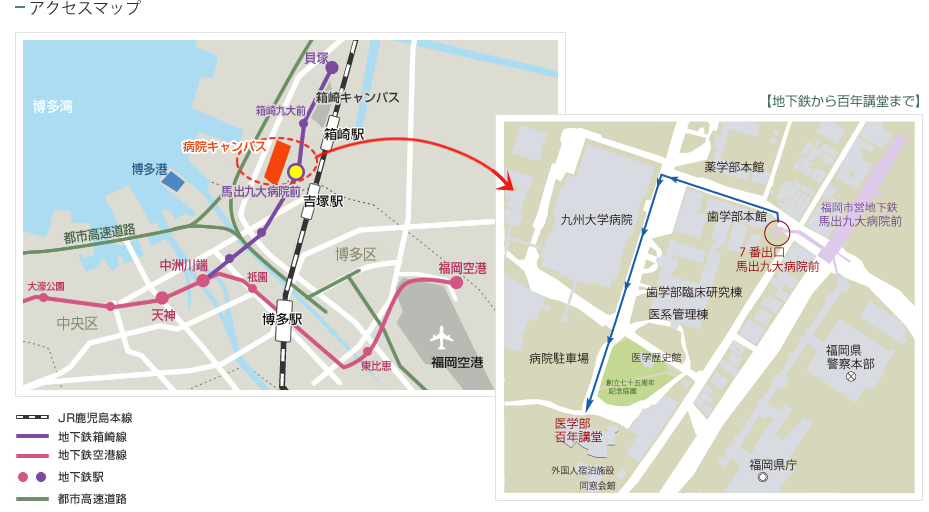 アクセスマップ
貝塚
箱崎キャンパス
箱崎九大前
博多湾
箱崎駅
病院キャンパス
博多港
馬出九大病院前
吉塚駅
都市高速道路
博多区
中洲川端
福岡空港
祇園
大濠公園
天神
中央区
博多駅
東比恵
福岡空港
JR鹿児島本線
地下鉄箱崎線
地下鉄空港線
地下鉄駅
都市高速道路
【地下鉄から百年講堂まで】
薬学部本館
福岡市営地下鉄
馬出九大病院前
九州大学病院
歯学部本館
7番出口
馬出九大病院前
歯学部臨床研究棟
医系管理棟
病院駐車場
医学歴史館
福岡県
警察本部
創立七十五周年
記念庭園
医学部
百年講堂
外国人宿泊施設
同窓会館
福岡県庁